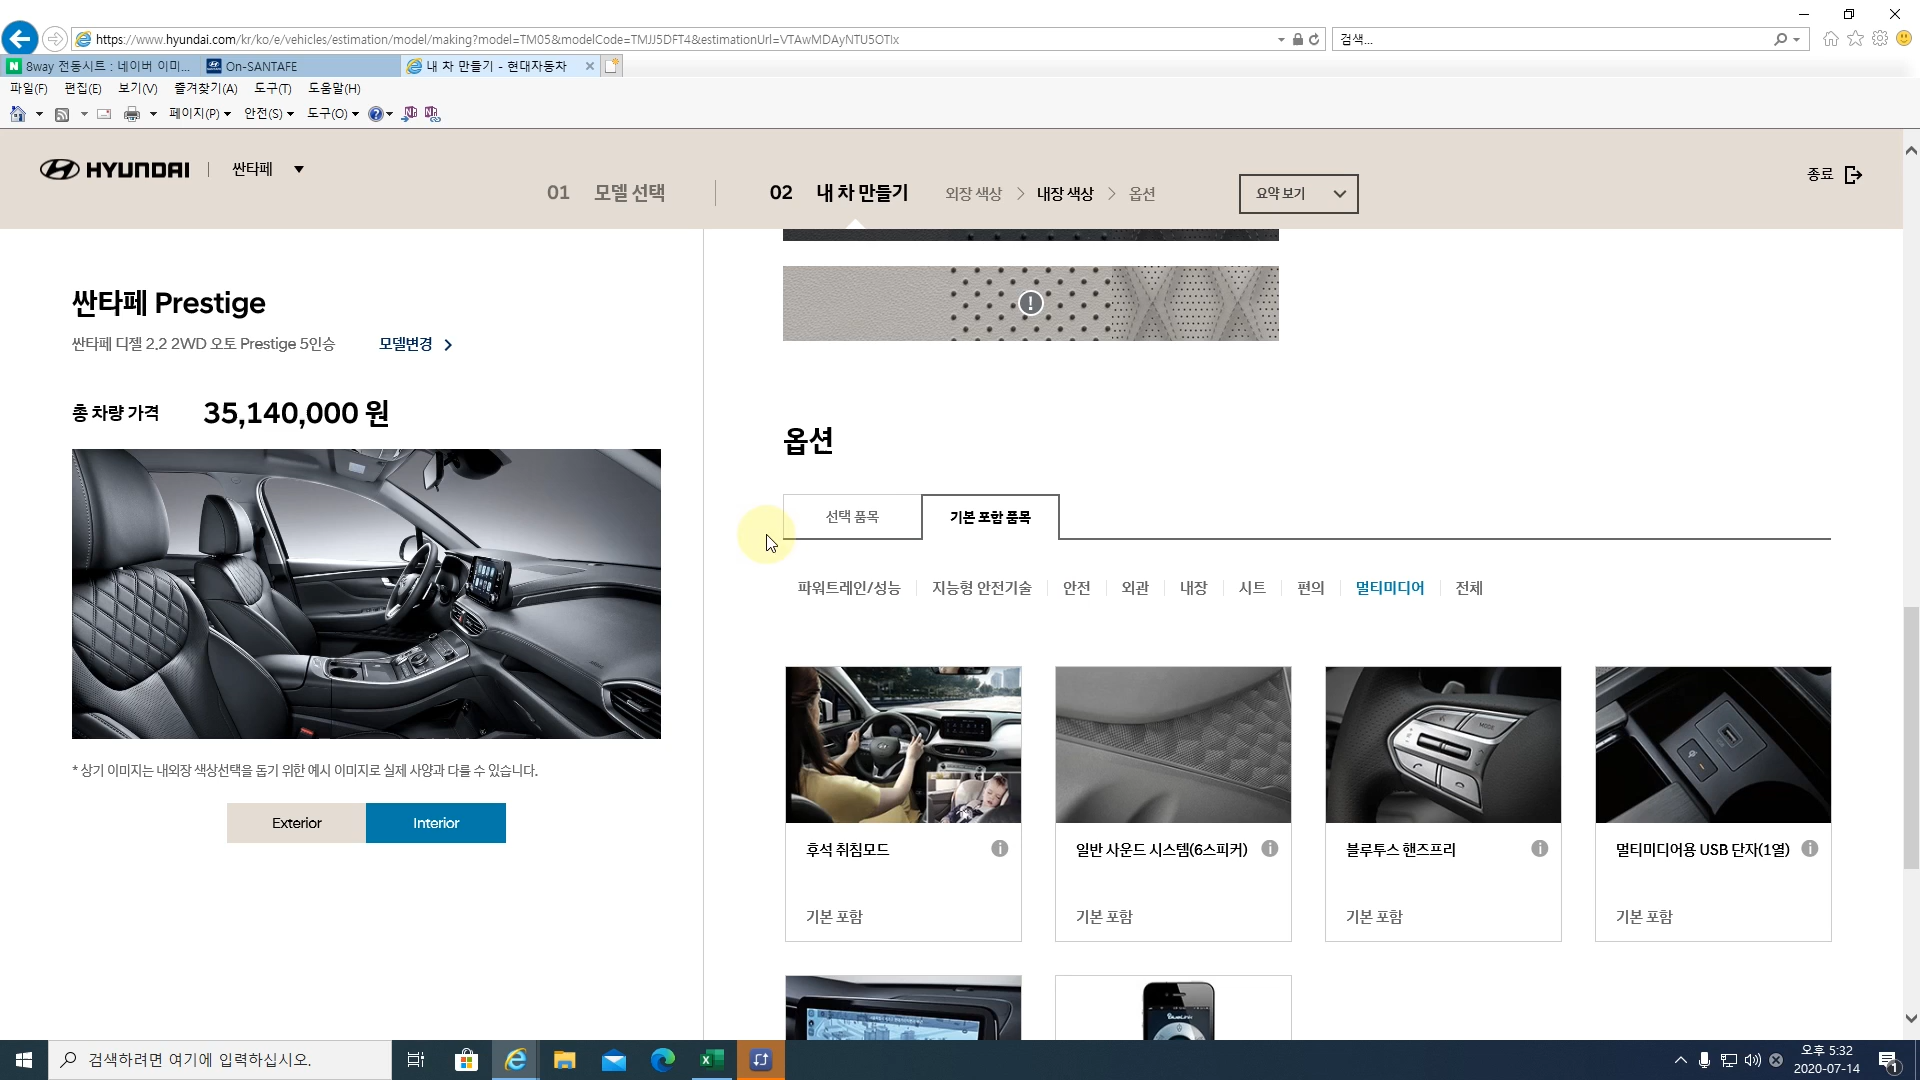 https://www.hyundai.com/kr/ko/e/vehicles/estimation/model/making?model=TM05&modelCode=TMJJ5DFT4&estimationUrl=VTAwMDAyNTU5OTIx
검색...
8way 전동시트 : 네이버 이미...
On-SANTAFE
내 차 만들기 - 현대자동차
파일(F) 편집(E) 보기(V) 즐겨찾기(A) 도구(T) 도움말(H)
페이지(P) 안전(S) 도구(O)
HYUNDAI
싼타페
01 모델 선택
02 내 차 만들기
외장 색상 > 내장 색상 > 옵션
요약 보기
종료
싼타페 Prestige
싼타페 디젤 2.2 2WD 오토 Prestige 5인승
모델변경 >
총 차량 가격 35,140,000 원
* 상기 이미지는 내외장 색상선택을 돕기 위한 예시 이미지로 실제 사양과 다를 수 있습니다.
Exterior
Interior
옵션
선택 품목
기본 포함 품목
파워트레인/성능
지능형 안전기술
안전
외관
내장
시트
편의
멀티미디어
전체
MODE
후석 취침모드
기본 포함
일반 사운드 시스템(6스피커)
기본 포함
블루투스 핸즈프리
기본 포함
멀티미디어용 USB 단자(1열)
기본 포함
검색하려면 여기에 입력하십시오.
오후 5:32
2020-07-14
1